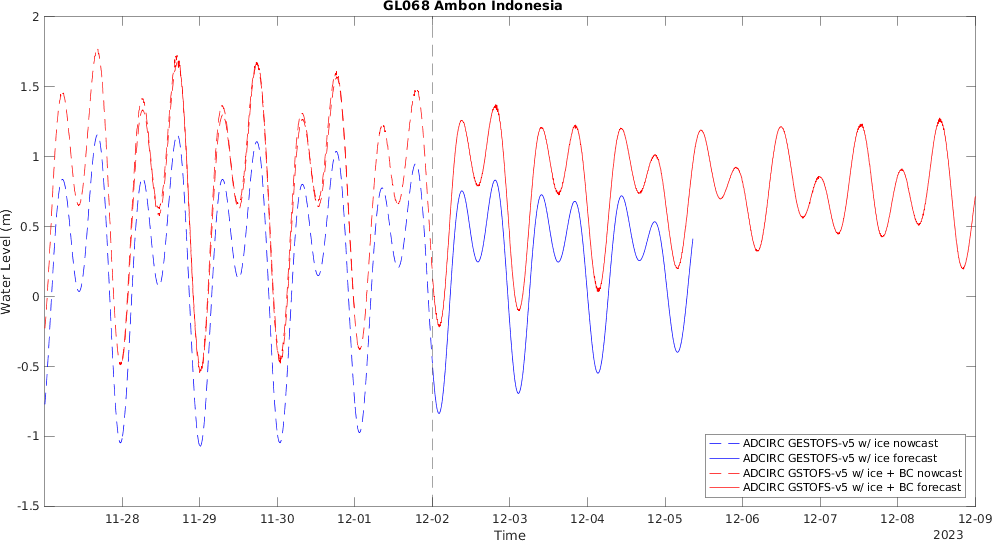 GL068 Ambon Indonesia
Water Level (m)
2
1.5
1
0.5
0
-0.5
-1
-1.5
ADCIRC GESTOFS-v5 w/ ice nowcast
ADCIRC GESTOFS-v5 w/ ice forecast
ADCIRC GSTOFS-v5 w/ ice + BC nowcast
ADCIRC GSTOFS-v5 w/ ice + BC forecast
11-28 11-29 11-30 12-01 12-02 12-03 12-04 12-05 12-06 12-07 12-08 12-09
Time
2023